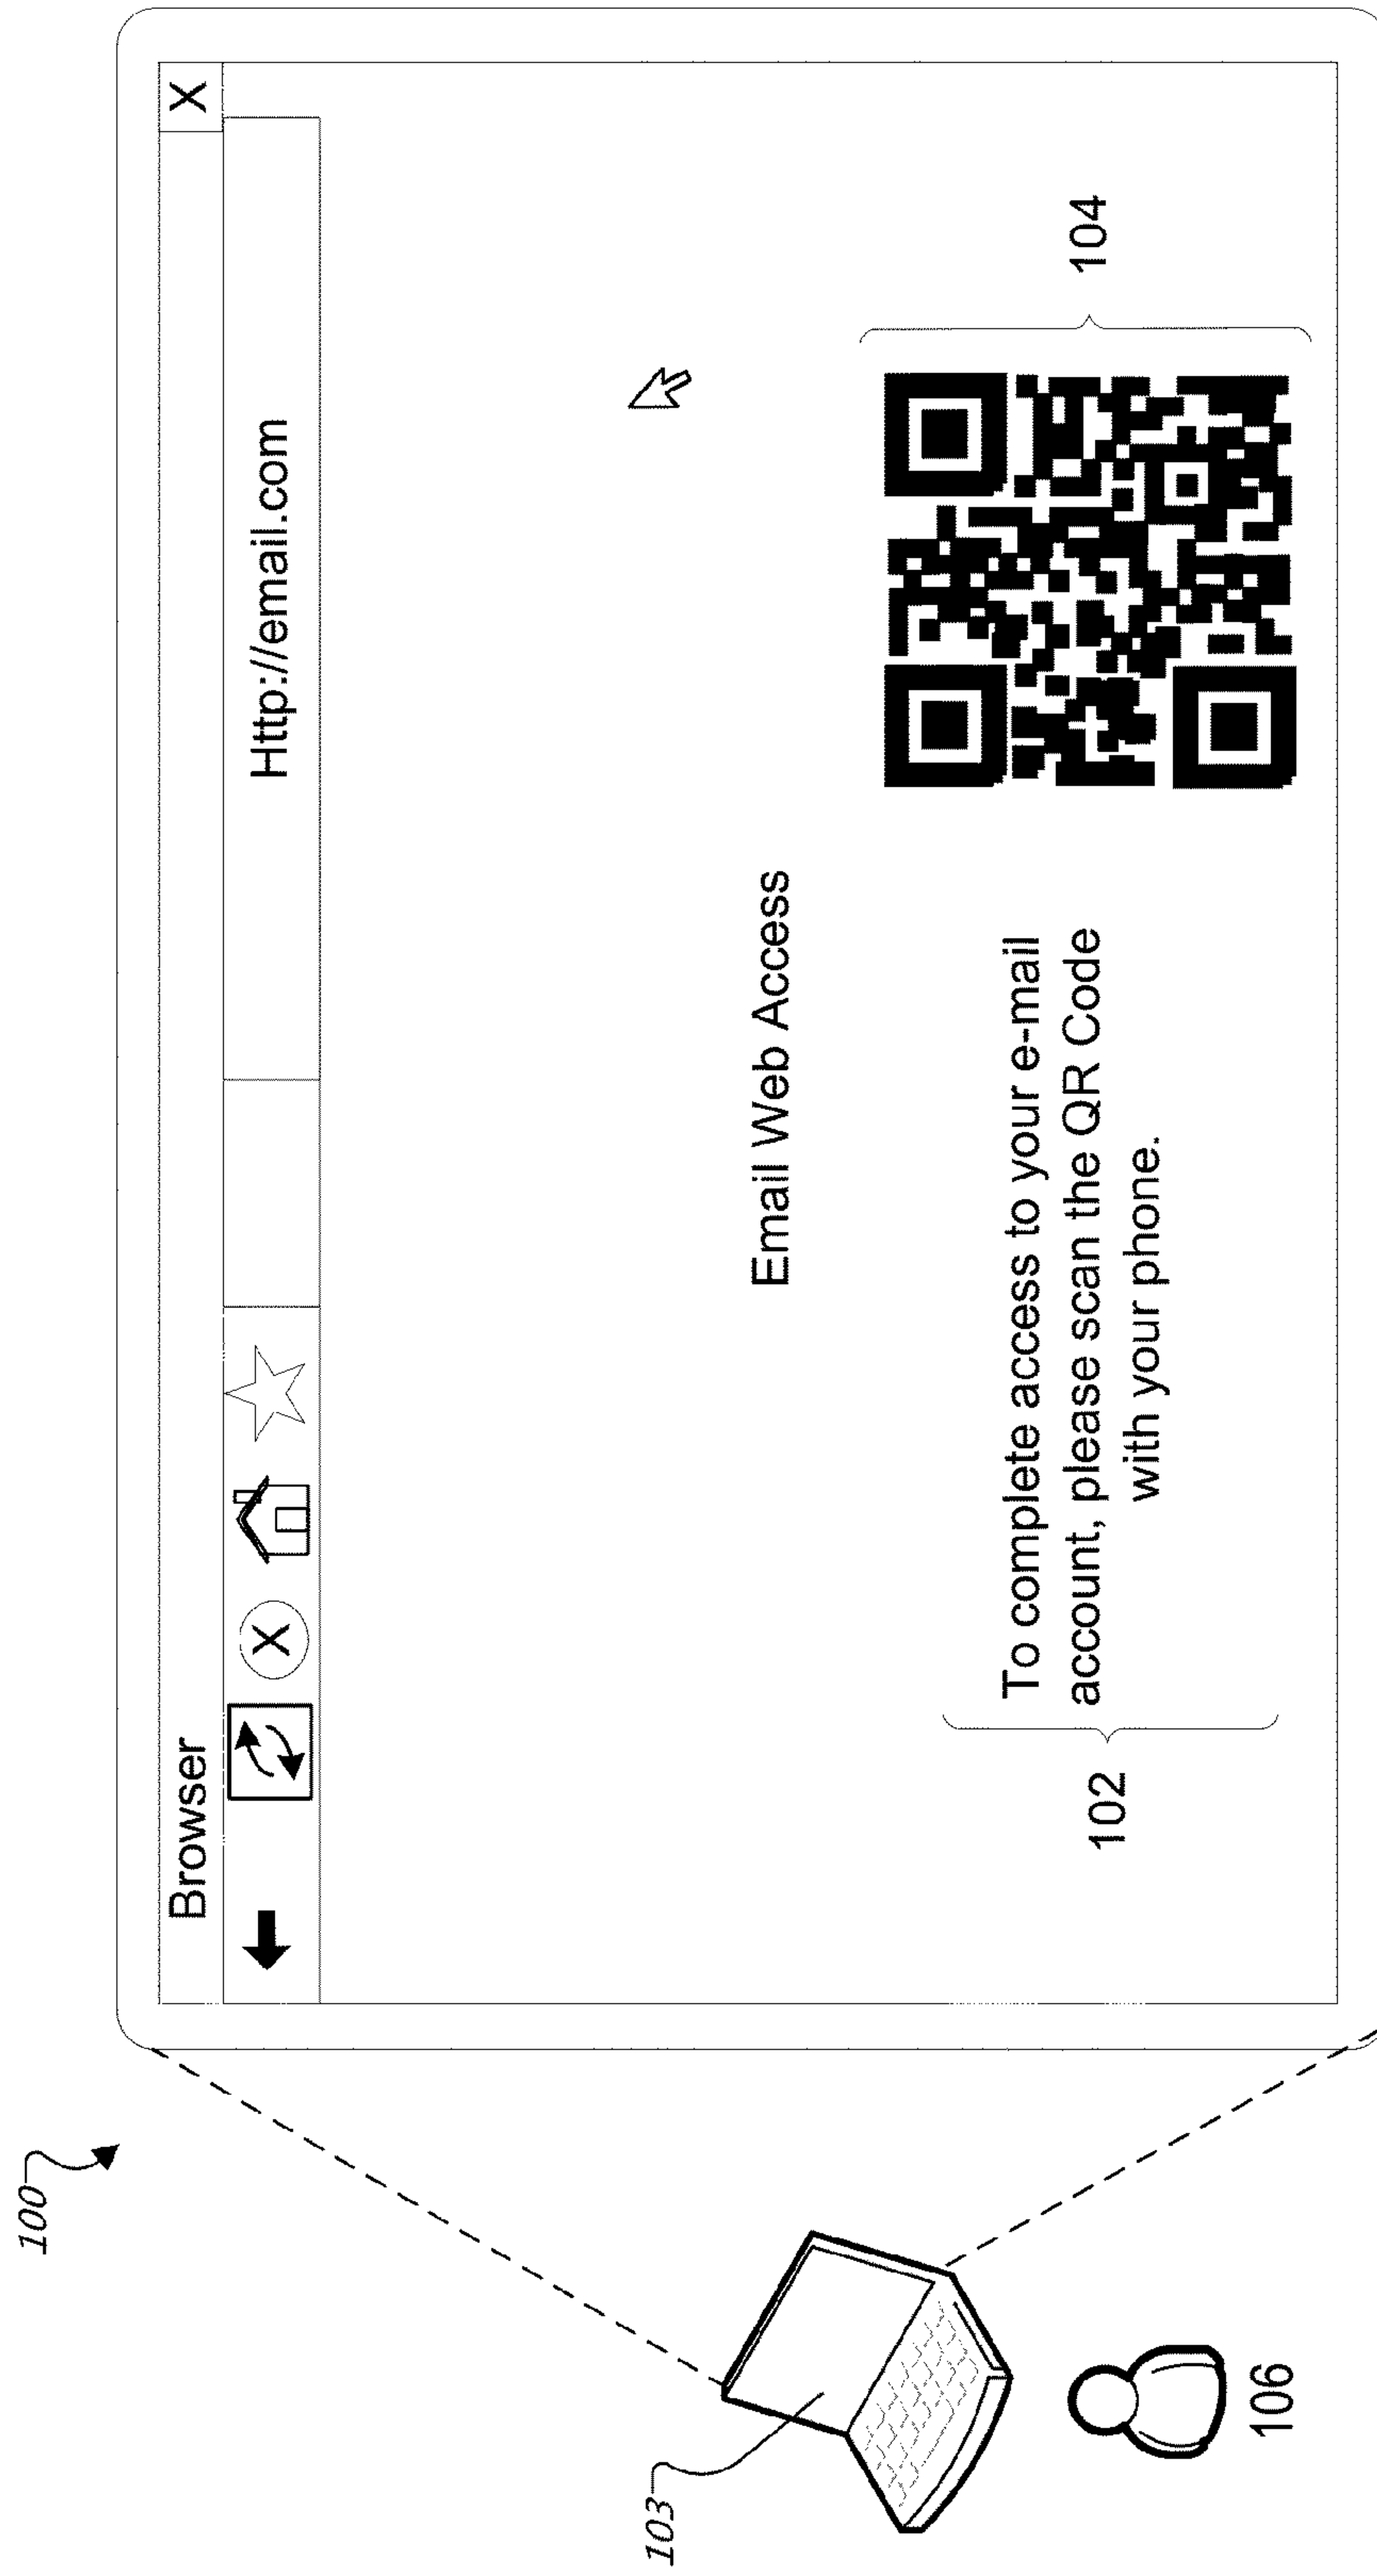 100
Browser
X
X
Http://email.com
Email Web Access
To complete access to your e-mail
account, please scan the QR Code
with your phone.
102
104
103
106